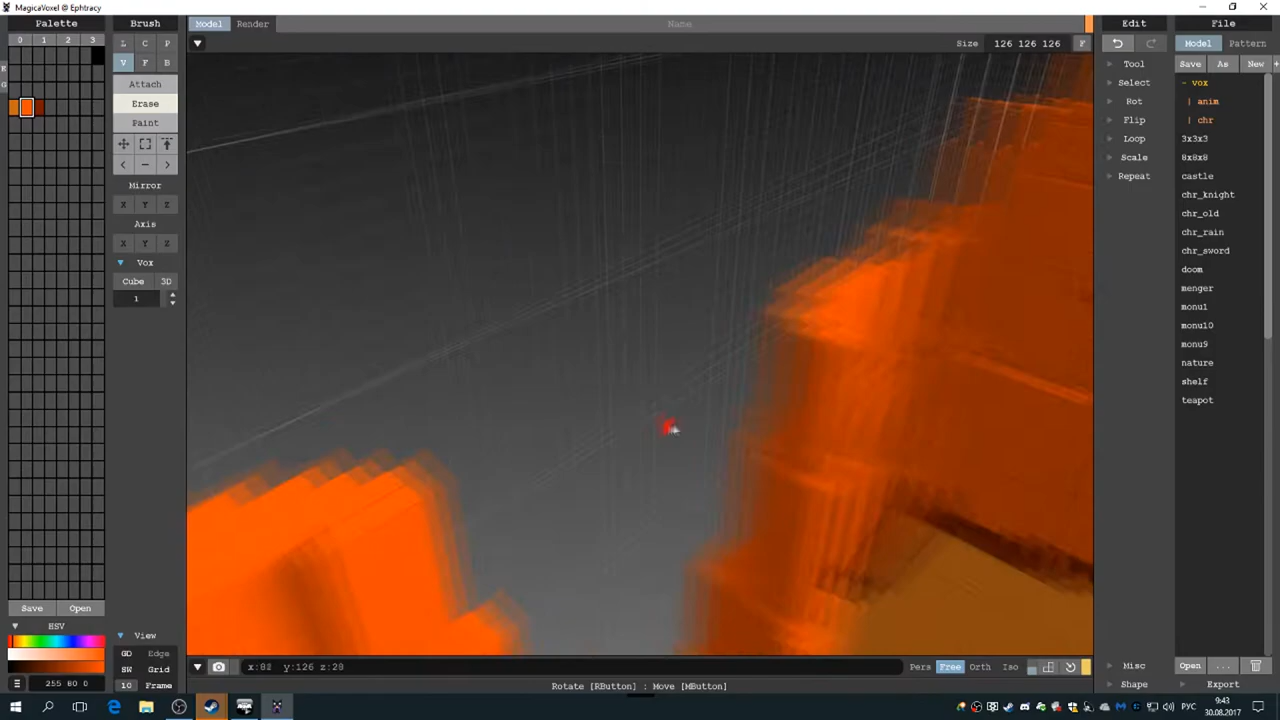 MagicaVoxel @ Ephtracy
Palette
Brush
Model
Render
Name
Edit
File
0 1 2 3
L C P
Size 126 126 126 F
Model
Pattern
V F B
Tool
Save As New +
Attach
Select
- vox
Erase
Rot
| anim
Paint
Flip
| chr
Loop
3x3x3
Scale
8x8x8
< - >
Repeat
castle
Mirror
chr_knight
X Y Z
chr_old
Axis
chr_rain
X Y Z
chr_sword
Vox
doom
Cube 3D
menger
1
monu1
monu10
monu9
nature
shelf
teapot
Save Open
HSV
View
GD Edge
SW Grid
10 Frame
255 80 0
x:82 y:126 z:28
Pers Free Orth Iso
Misc
Open ...
Shape
Export
Rotate [RButton] : Move [MButton]
РУС
9:43
30.08.2017